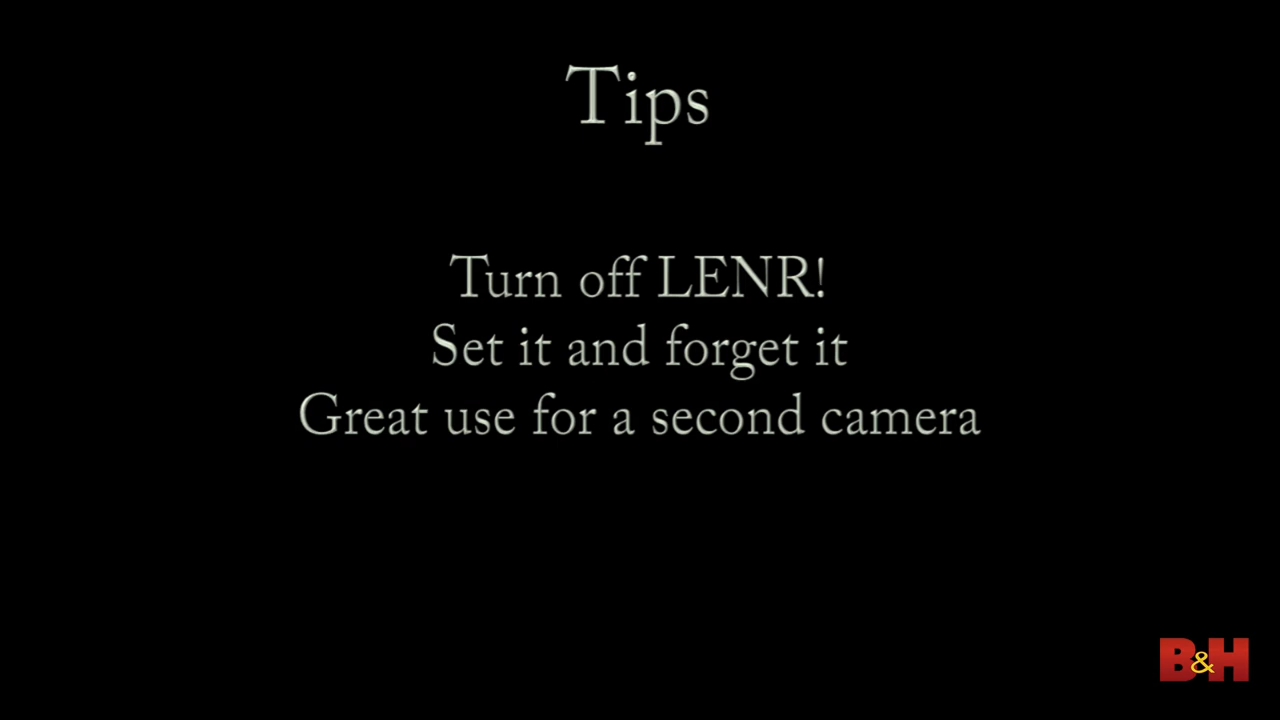 Tips
Turn off LENR!
Set it and forget it
Great use for a second camera
B&H